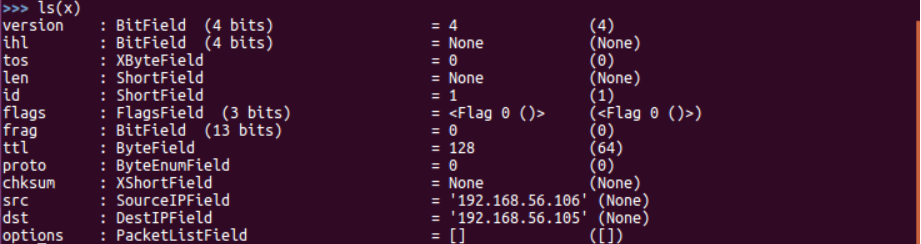 >>> ls(x)
version    : BitField  (4 bits)                  = 4               (4)
ihl        : BitField  (4 bits)                  = None            (None)
tos        : XByteField                          = 0               (0)
len        : ShortField                          = None            (None)
id         : ShortField                          = 1               (1)
flags      : FlagsField  (3 bits)                = <Flag 0 ()>     (<Flag 0 ()>)
frag       : BitField  (13 bits)                 = 0               (0)
ttl        : ByteField                           = 128             (64)
proto      : ByteEnumField                       = 0               (0)
chksum     : XShortField                         = None            (None)
src        : SourceIPField                       = '192.168.56.106' (None)
dst        : DestIPField                         = '192.168.56.105' (None)
options    : PacketListField                     = []              ([])